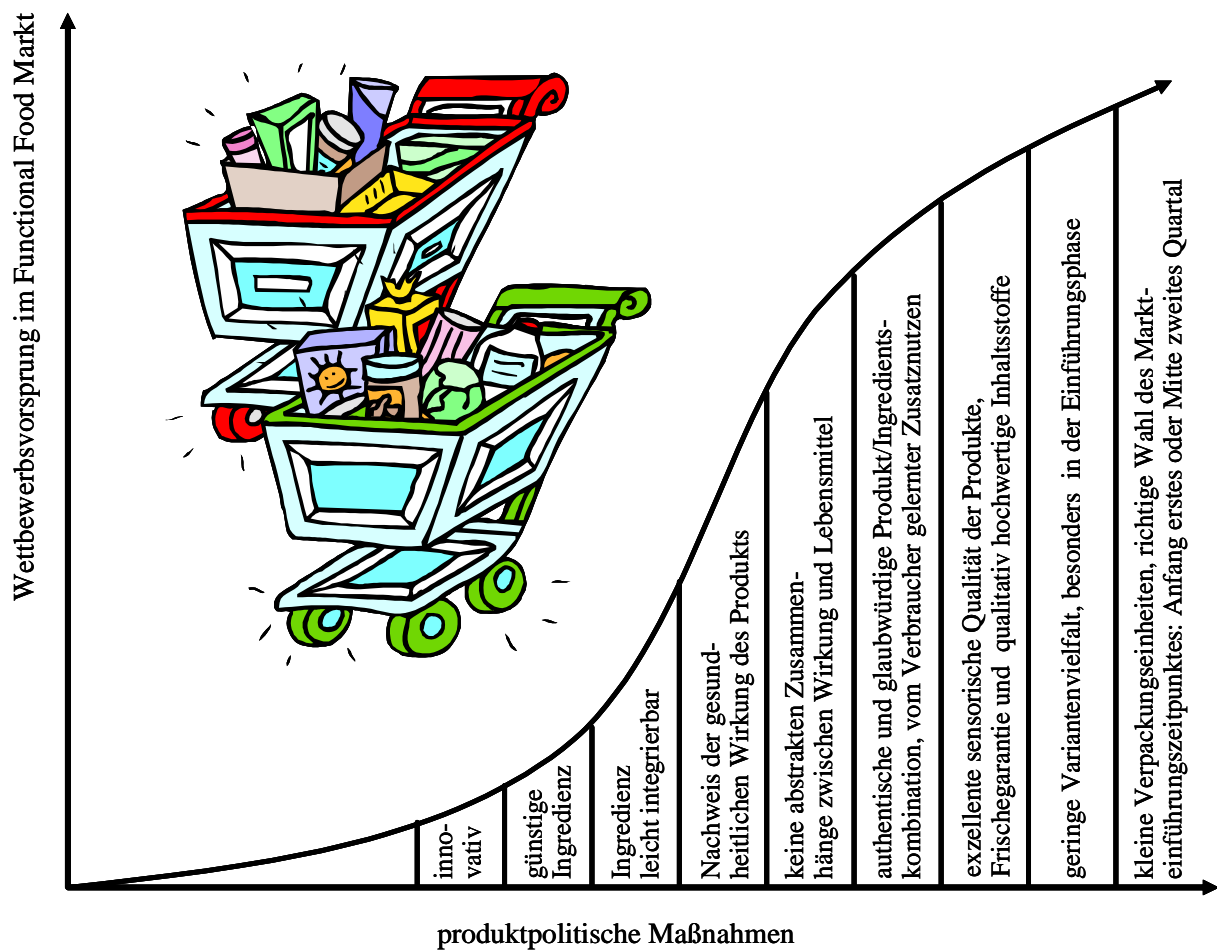 Wettbewerbsvorsprung im Functional Food Markt
inno-
vativ
günstige
Ingredienz
Ingredienz
leicht integrierbar
Nachweis der gesund-
heitlichen Wirkung des Produkts
keine abstrakten Zusammen-
hänge zwischen Wirkung und Lebensmittel
authentische und glaubwürdige Produkt/Ingredients-
kombination, vom Verbraucher gelernter Zusatznutzen
exzellente sensorische Qualität der Produkte,
Frischegarantie und qualitativ hochwertige Inhaltsstoffe
geringe Variantenvielfalt, besonders in der Einführungsphase
kleine Verpackungseinheiten, richtige Wahl des Markt-
einführungszeitpunktes: Anfang erstes oder Mitte zweites Quartal
produktpolitische Maßnahmen